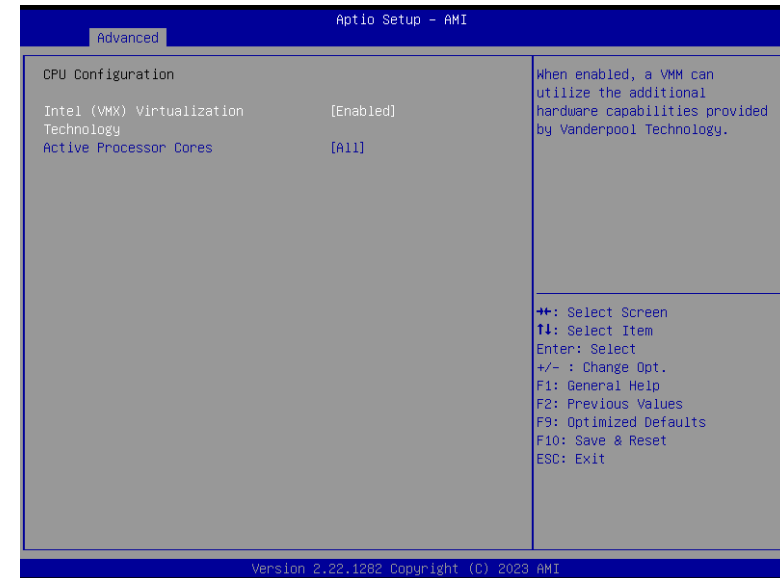 Aptio Setup - AMI
Advanced
CPU Configuration
Intel (VMX) Virtualization [Enabled]
Technology
Active Processor Cores [All]
When enabled, a VMM can
utilize the additional
hardware capabilities provided
by Vanderpool Technology.
→←: Select Screen
↑↓: Select Item
Enter: Select
+/- : Change Opt.
F1: General Help
F2: Previous Values
F9: Optimized Defaults
F10: Save & Reset
ESC: Exit
Version 2.22.1282 Copyright (C) 2023 AMI